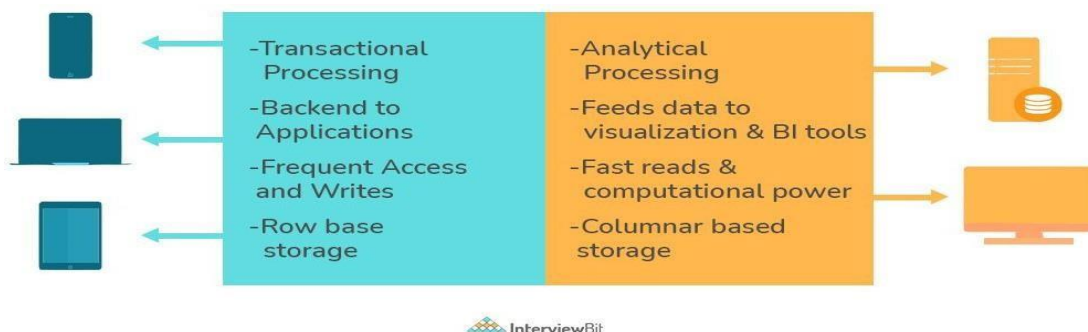 -Transactional
Processing
-Backend to
Applications
-Frequent Access
and Writes
-Row base
storage
-Analytical
Processing
-Feeds data to
visualization & BI tools
-Fast reads &
computational power
-Columnar based
storage
InterviewBit